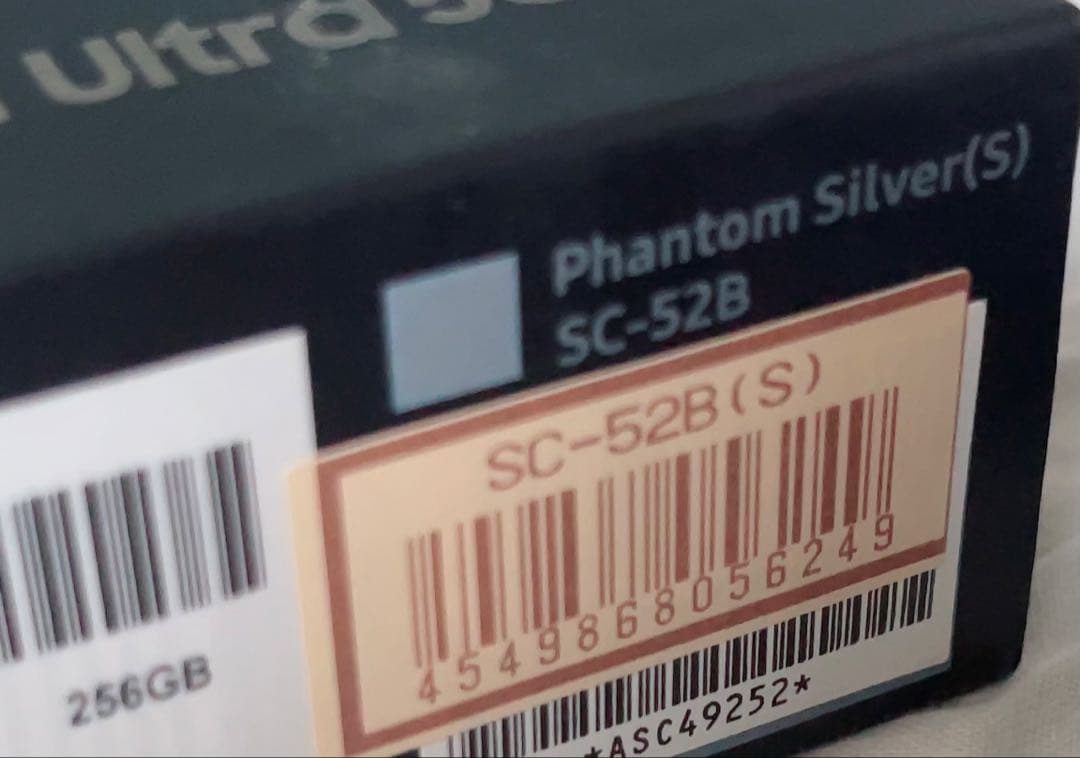 Ultra
Phantom Silver(S)
SC-52B
SC-52B(S)
4549868056249
256GB
*ASC49252*